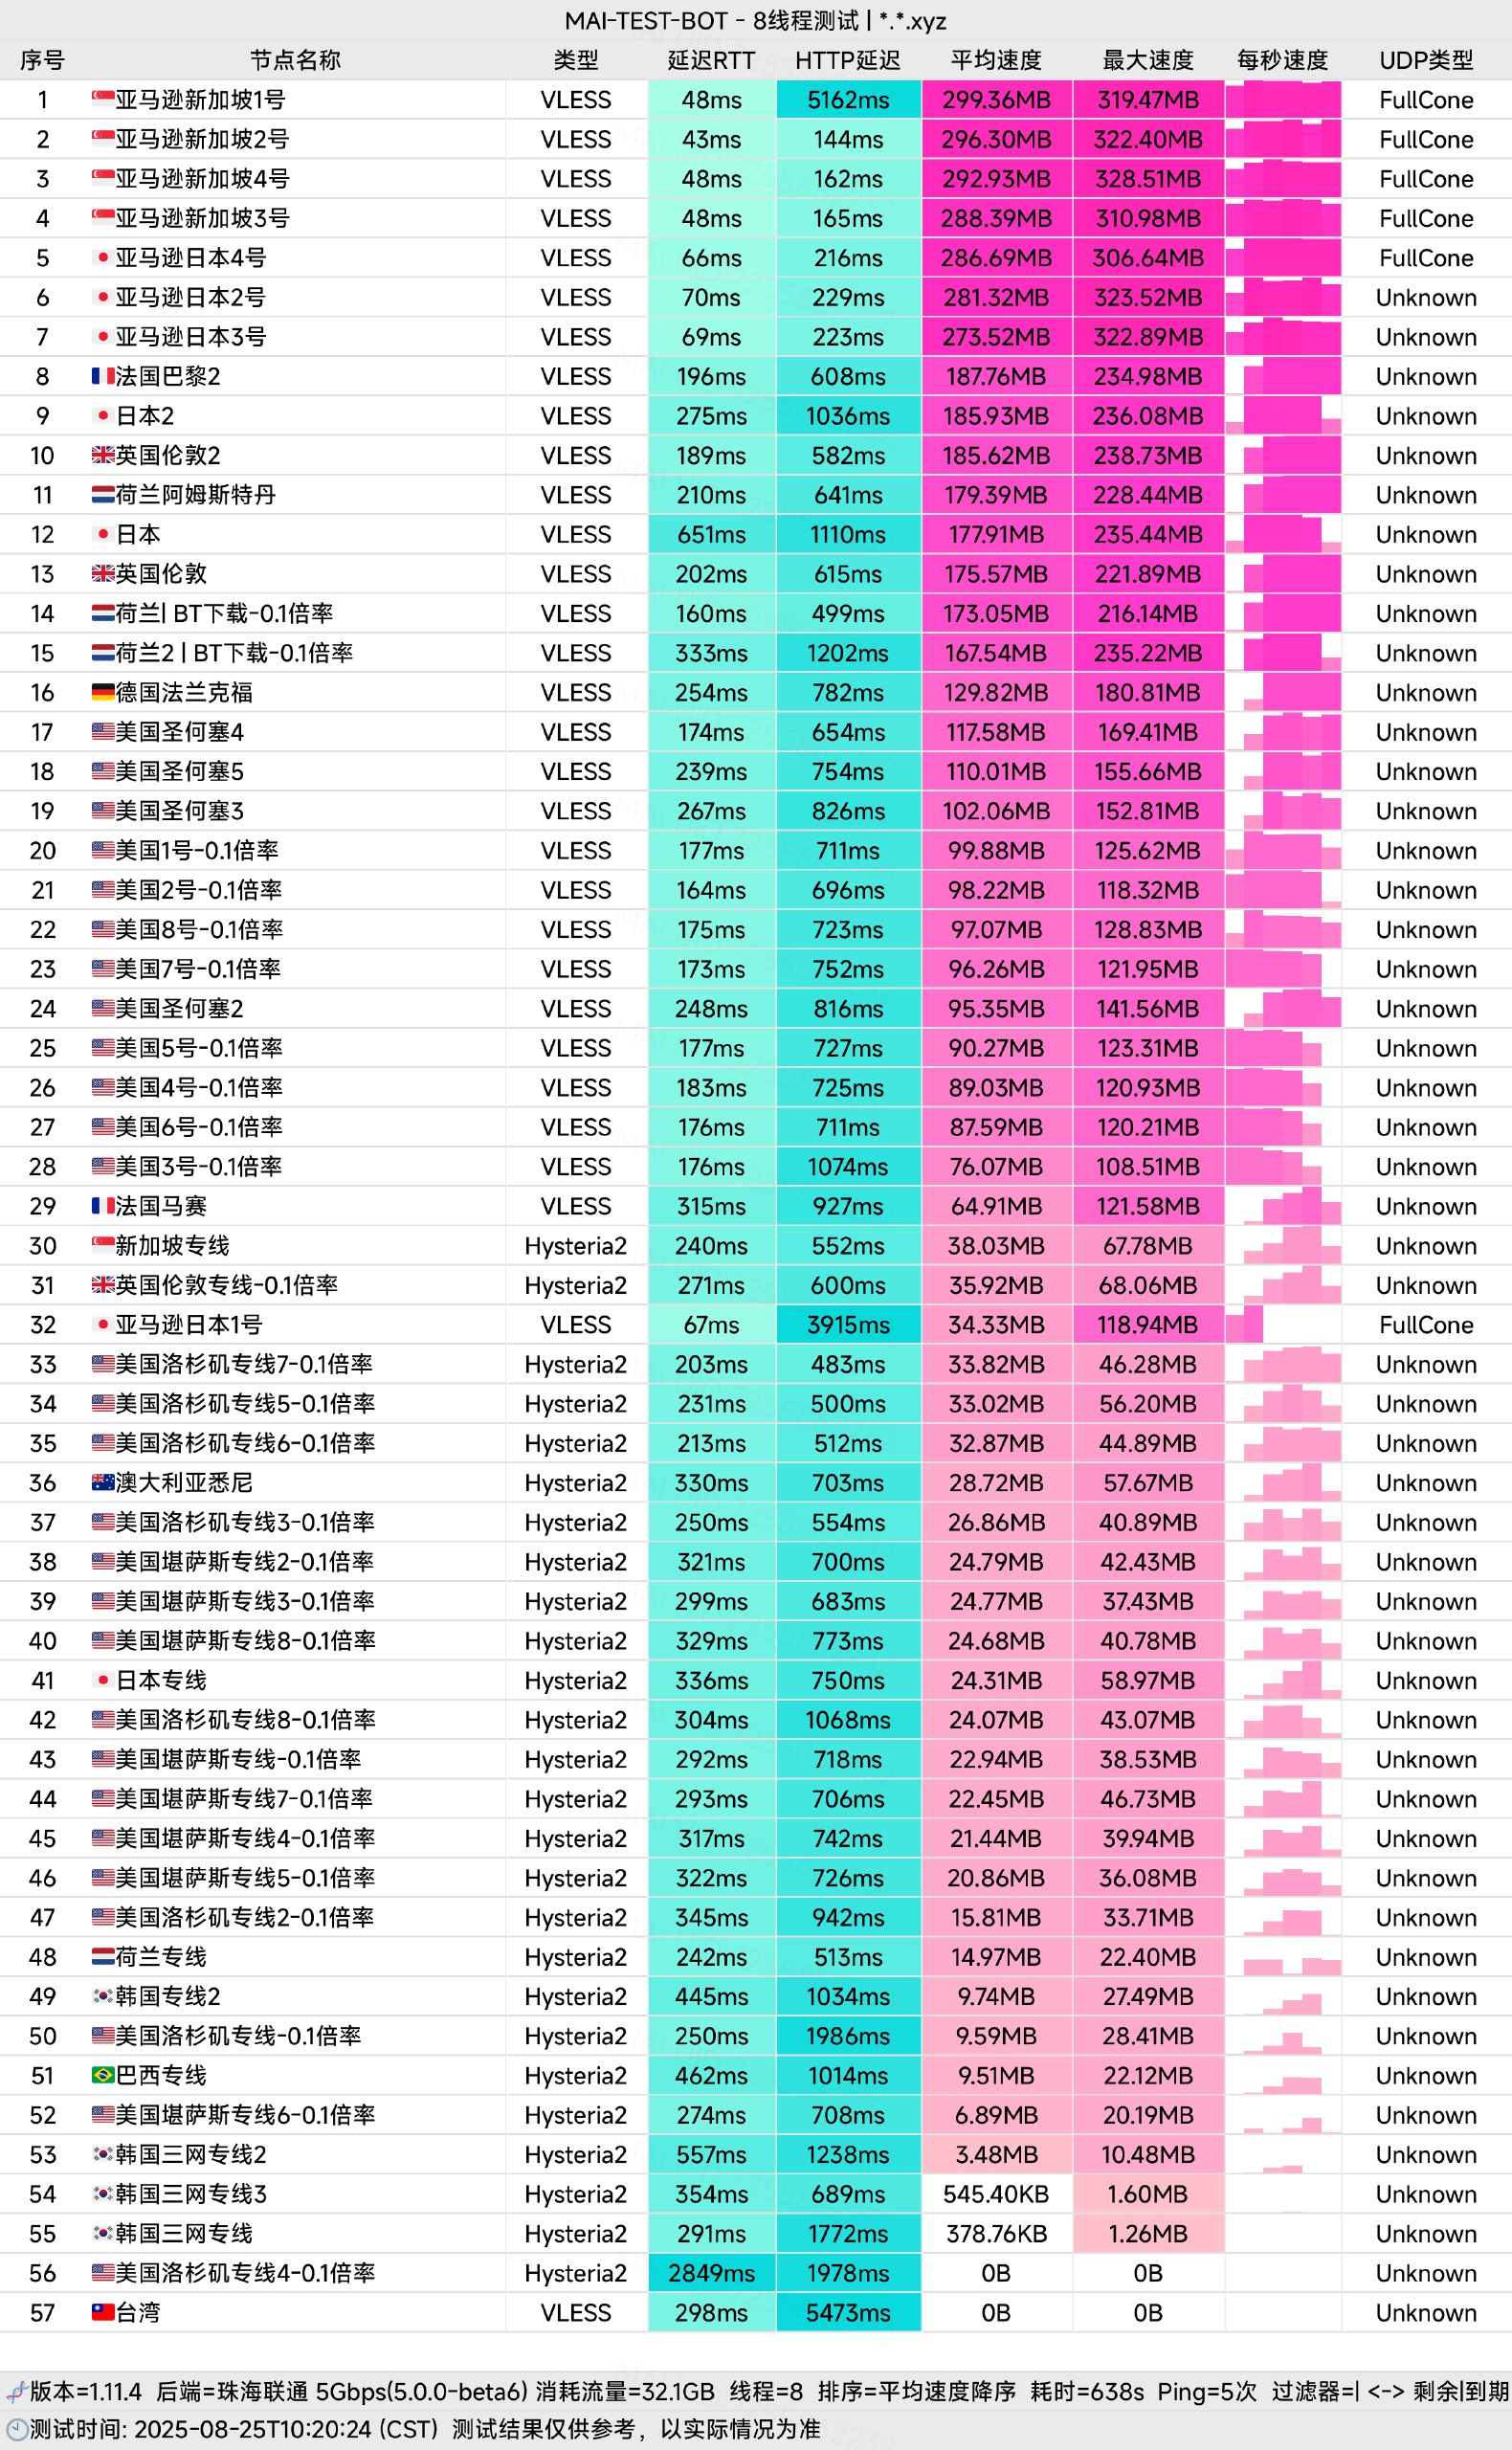 MAI-TEST-BOT - 8线程测试 | *.*.xyz
序号 节点名称 类型 延迟RTT HTTP延迟 平均速度 最大速度 每秒速度 UDP类型
1 亚马逊新加坡1号 VLESS 48ms 5162ms 299.36MB 319.47MB FullCone
2 亚马逊新加坡2号 VLESS 43ms 144ms 296.30MB 322.40MB FullCone
3 亚马逊新加坡4号 VLESS 48ms 162ms 292.93MB 328.51MB FullCone
4 亚马逊新加坡3号 VLESS 48ms 165ms 288.39MB 310.98MB FullCone
5 亚马逊日本4号 VLESS 66ms 216ms 286.69MB 306.64MB FullCone
6 亚马逊日本2号 VLESS 70ms 229ms 281.32MB 323.52MB Unknown
7 亚马逊日本3号 VLESS 69ms 223ms 273.52MB 322.89MB Unknown
8 法国巴黎2 VLESS 196ms 608ms 187.76MB 234.98MB Unknown
9 日本2 VLESS 275ms 1036ms 185.93MB 236.08MB Unknown
10 英国伦敦2 VLESS 189ms 582ms 185.62MB 238.73MB Unknown
11 荷兰阿姆斯特丹 VLESS 210ms 641ms 179.39MB 228.44MB Unknown
12 日本 VLESS 651ms 1110ms 177.91MB 235.44MB Unknown
13 英国伦敦 VLESS 202ms 615ms 175.57MB 221.89MB Unknown
14 荷兰| BT下载-0.1倍率 VLESS 160ms 499ms 173.05MB 216.14MB Unknown
15 荷兰2 | BT下载-0.1倍率 VLESS 333ms 1202ms 167.54MB 235.22MB Unknown
16 德国法兰克福 VLESS 254ms 782ms 129.82MB 180.81MB Unknown
17 美国圣何塞4 VLESS 174ms 654ms 117.58MB 169.41MB Unknown
18 美国圣何塞5 VLESS 239ms 754ms 110.01MB 155.66MB Unknown
19 美国圣何塞3 VLESS 267ms 826ms 102.06MB 152.81MB Unknown
20 美国1号-0.1倍率 VLESS 177ms 711ms 99.88MB 125.62MB Unknown
21 美国2号-0.1倍率 VLESS 164ms 696ms 98.22MB 118.32MB Unknown
22 美国8号-0.1倍率 VLESS 175ms 723ms 97.07MB 128.83MB Unknown
23 美国7号-0.1倍率 VLESS 173ms 752ms 96.26MB 121.95MB Unknown
24 美国圣何塞2 VLESS 248ms 816ms 95.35MB 141.56MB Unknown
25 美国5号-0.1倍率 VLESS 177ms 727ms 90.27MB 123.31MB Unknown
26 美国4号-0.1倍率 VLESS 183ms 725ms 89.03MB 120.93MB Unknown
27 美国6号-0.1倍率 VLESS 176ms 711ms 87.59MB 120.21MB Unknown
28 美国3号-0.1倍率 VLESS 176ms 1074ms 76.07MB 108.51MB Unknown
29 法国马赛 VLESS 315ms 927ms 64.91MB 121.58MB Unknown
30 新加坡专线 Hysteria2 240ms 552ms 38.03MB 67.78MB Unknown
31 英国伦敦专线-0.1倍率 Hysteria2 271ms 600ms 35.92MB 68.06MB Unknown
32 亚马逊日本1号 VLESS 67ms 3915ms 34.33MB 118.94MB FullCone
33 美国洛杉矶专线7-0.1倍率 Hysteria2 203ms 483ms 33.82MB 46.28MB Unknown
34 美国洛杉矶专线5-0.1倍率 Hysteria2 231ms 500ms 33.02MB 56.20MB Unknown
35 美国洛杉矶专线6-0.1倍率 Hysteria2 213ms 512ms 32.87MB 44.89MB Unknown
36 澳大利亚悉尼 Hysteria2 330ms 703ms 28.72MB 57.67MB Unknown
37 美国洛杉矶专线3-0.1倍率 Hysteria2 250ms 554ms 26.86MB 40.89MB Unknown
38 美国堪萨斯专线2-0.1倍率 Hysteria2 321ms 700ms 24.79MB 42.43MB Unknown
39 美国堪萨斯专线3-0.1倍率 Hysteria2 299ms 683ms 24.77MB 37.43MB Unknown
40 美国堪萨斯专线8-0.1倍率 Hysteria2 329ms 773ms 24.68MB 40.78MB Unknown
41 日本专线 Hysteria2 336ms 750ms 24.31MB 58.97MB Unknown
42 美国洛杉矶专线8-0.1倍率 Hysteria2 304ms 1068ms 24.07MB 43.07MB Unknown
43 美国堪萨斯专线-0.1倍率 Hysteria2 292ms 718ms 22.94MB 38.53MB Unknown
44 美国堪萨斯专线7-0.1倍率 Hysteria2 293ms 706ms 22.45MB 46.73MB Unknown
45 美国堪萨斯专线4-0.1倍率 Hysteria2 317ms 742ms 21.44MB 39.94MB Unknown
46 美国堪萨斯专线5-0.1倍率 Hysteria2 322ms 726ms 20.86MB 36.08MB Unknown
47 美国洛杉矶专线2-0.1倍率 Hysteria2 345ms 942ms 15.81MB 33.71MB Unknown
48 荷兰专线 Hysteria2 242ms 513ms 14.97MB 22.40MB Unknown
49 韩国专线2 Hysteria2 445ms 1034ms 9.74MB 27.49MB Unknown
50 美国洛杉矶专线-0.1倍率 Hysteria2 250ms 1986ms 9.59MB 28.41MB Unknown
51 巴西专线 Hysteria2 462ms 1014ms 9.51MB 22.12MB Unknown
52 美国堪萨斯专线6-0.1倍率 Hysteria2 274ms 708ms 6.89MB 20.19MB Unknown
53 韩国三网专线2 Hysteria2 557ms 1238ms 3.48MB 10.48MB Unknown
54 韩国三网专线3 Hysteria2 354ms 689ms 545.40KB 1.60MB Unknown
55 韩国三网专线 Hysteria2 291ms 1772ms 378.76KB 1.26MB Unknown
56 美国洛杉矶专线4-0.1倍率 Hysteria2 2849ms 1978ms 0B 0B Unknown
57 台湾 VLESS 298ms 5473ms 0B 0B Unknown
版本=1.11.4 后端=珠海联通 5Gbps(5.0.0-beta6) 消耗流量=32.1GB 线程=8 排序=平均速度降序 耗时=638s Ping=5次 过滤器=| <-> 剩余|到期
测试时间: 2025-08-25T10:20:24 (CST) 测试结果仅供参考，以实际情况为准